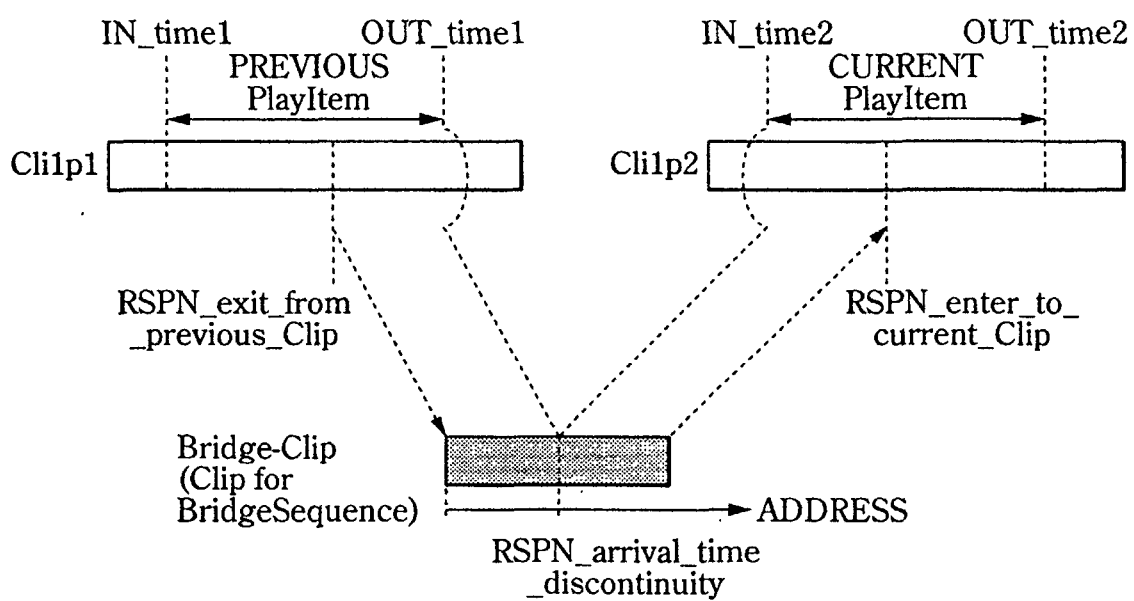 IN_time1 OUT_time1 IN_time2 OUT_time2
PREVIOUS
PlayItem
CURRENT
PlayItem
Cli1p1
Cli1p2
RSPN_exit_from
_previous_Clip
RSPN_enter_to_
current_Clip
Bridge-Clip
(Clip for
BridgeSequence)
ADDRESS
RSPN_arrival_time
_discontinuity